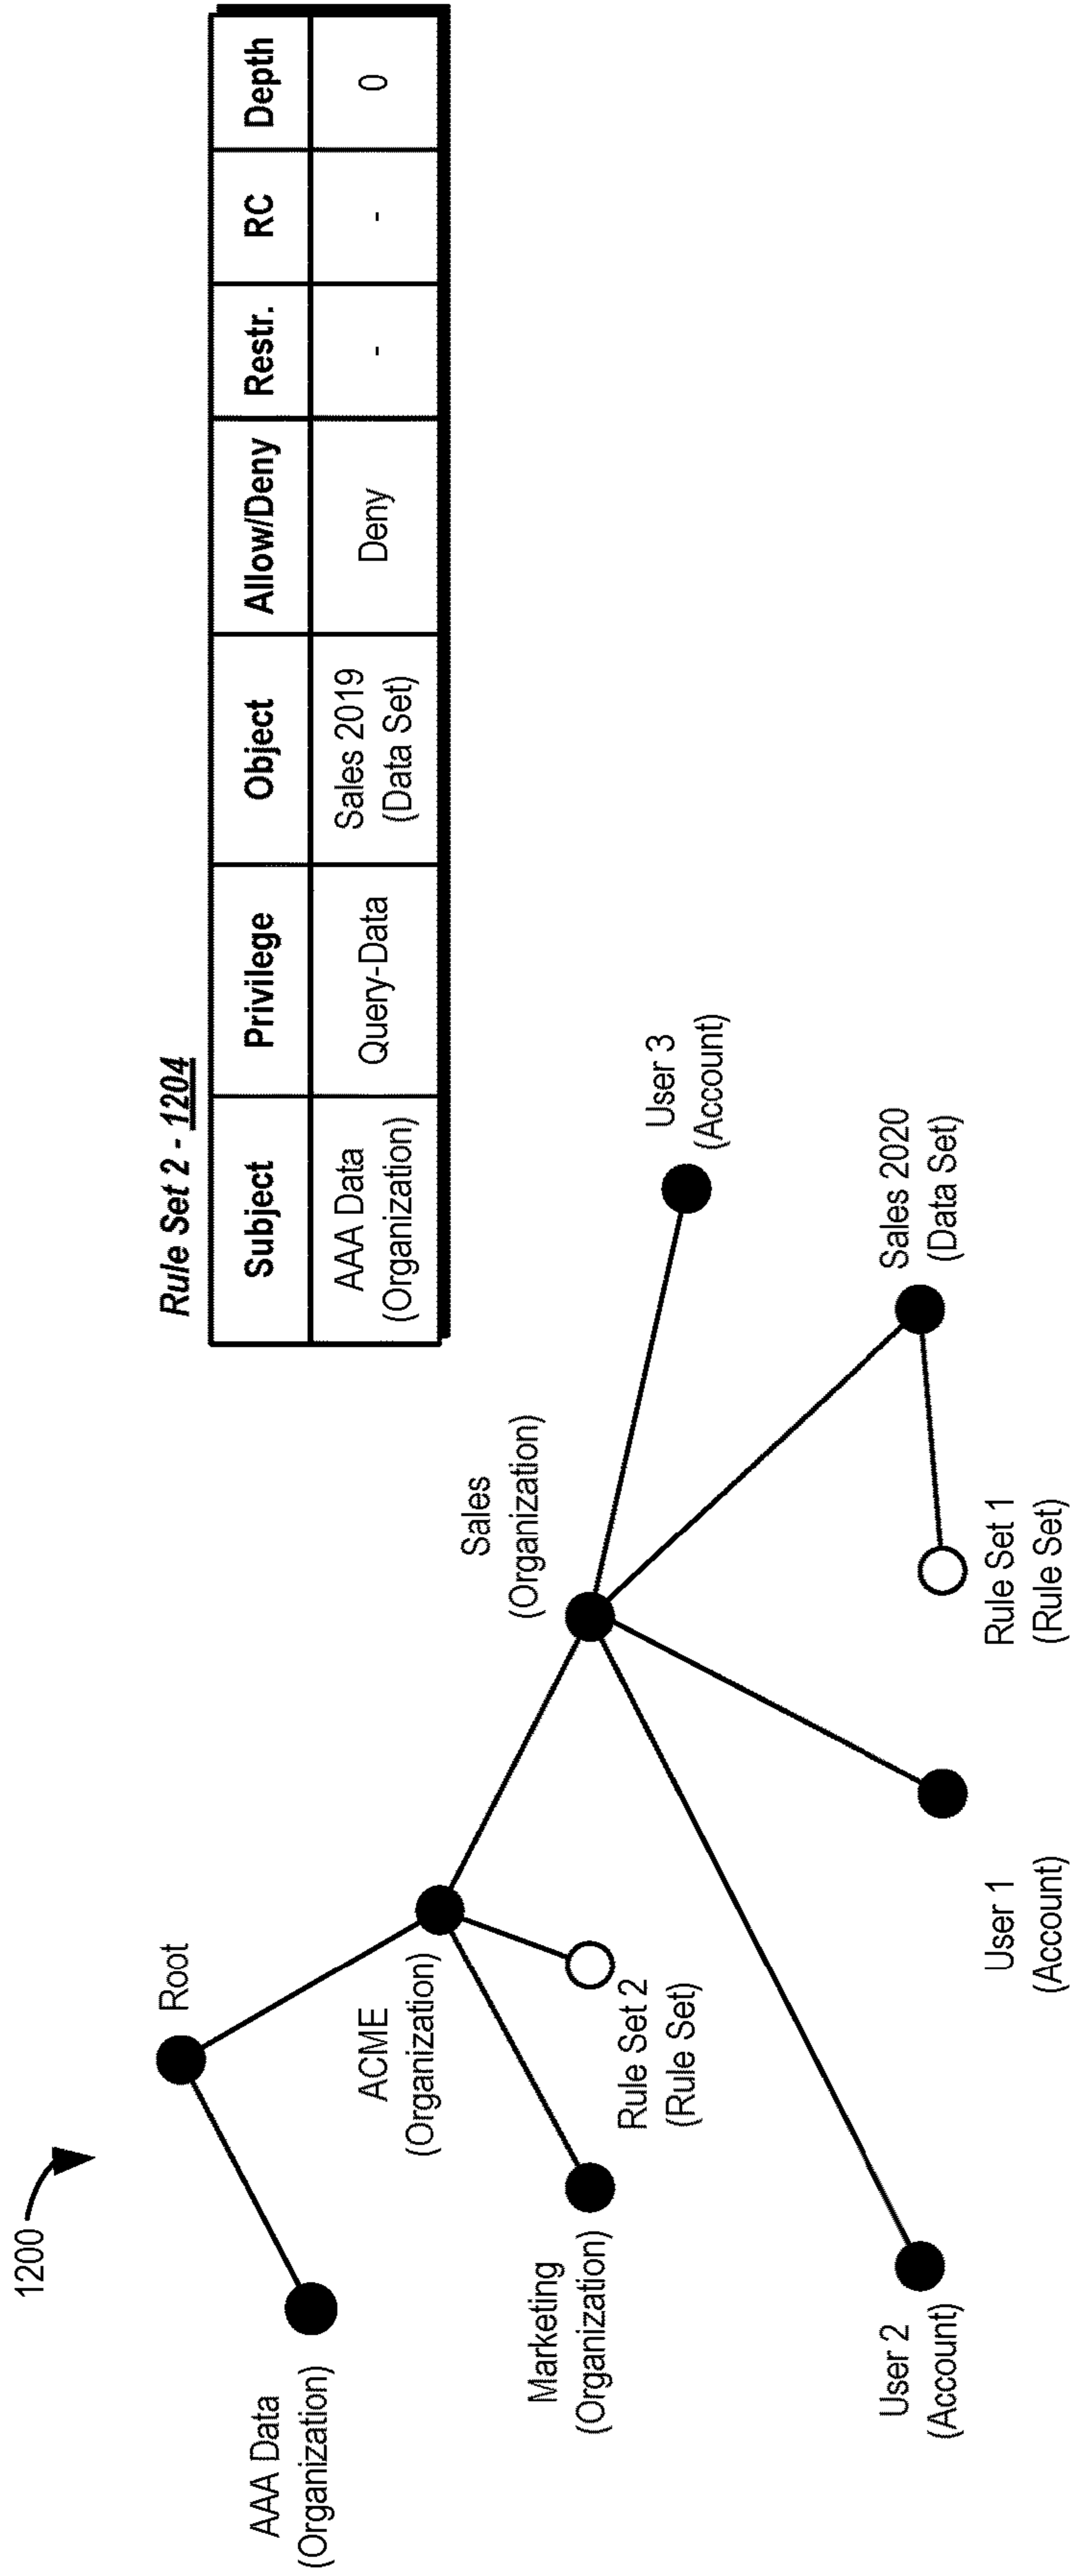 1200
Rule Set 2 - 1204
Subject Privilege Object Allow/Deny Restr. RC Depth
AAA Data
(Organization)
Query-Data
Sales 2019
(Data Set)
Deny
-
-
0
Root
AAA Data
(Organization)
ACME
(Organization)
Sales
(Organization)
Marketing
(Organization)
Rule Set 2
(Rule Set)
User 3
(Account)
User 2
(Account)
User 1
(Account)
Rule Set 1
(Rule Set)
Sales 2020
(Data Set)